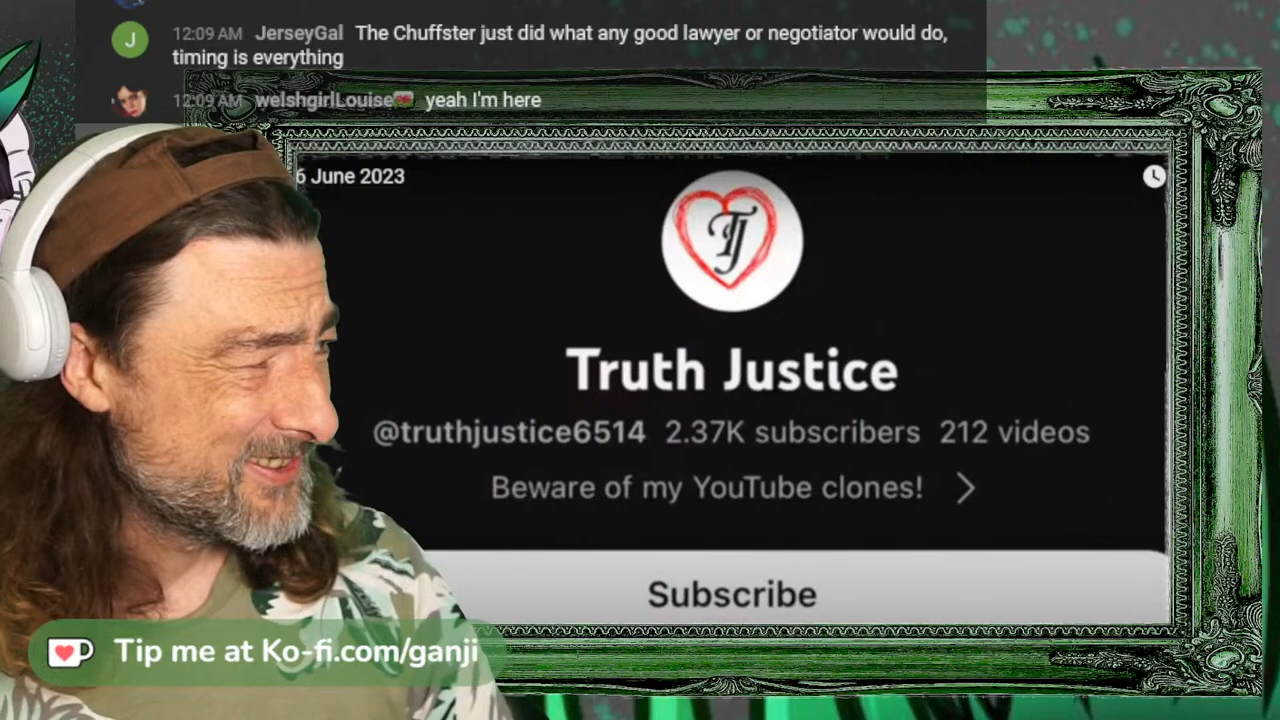 J
12:09 AM JerseyGal The Chuffster just did what any good lawyer or negotiator would do,
timing is everything
12:09 AM welshgirlLouise yeah I'm here
6 June 2023
TJ
Truth Justice
@truthjustice6514 2.37K subscribers 212 videos
Beware of my YouTube clones! >
Subscribe
Tip me at Ko-fi.com/ganji